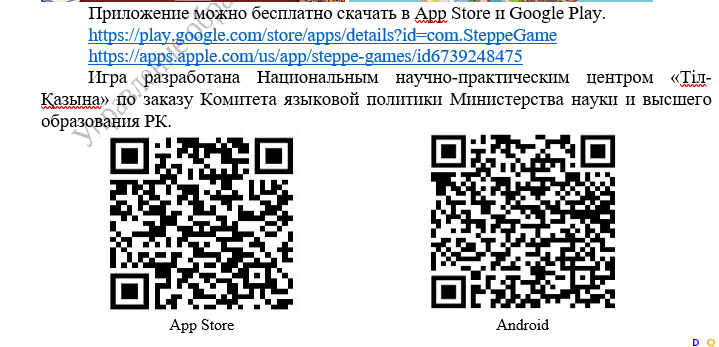 Приложение можно бесплатно скачать в App Store и Google Play.
https://play.google.com/store/apps/details?id=com.SteppeGame
https://apps.apple.com/us/app/steppe-games/id6739248475
Игра разработана Национальным научно-практическим центром «Тіл-
Қазына» по заказу Комитета языковой политики Министерства науки и высшего
образования РК.
Управление обра
App Store
Android
D Q